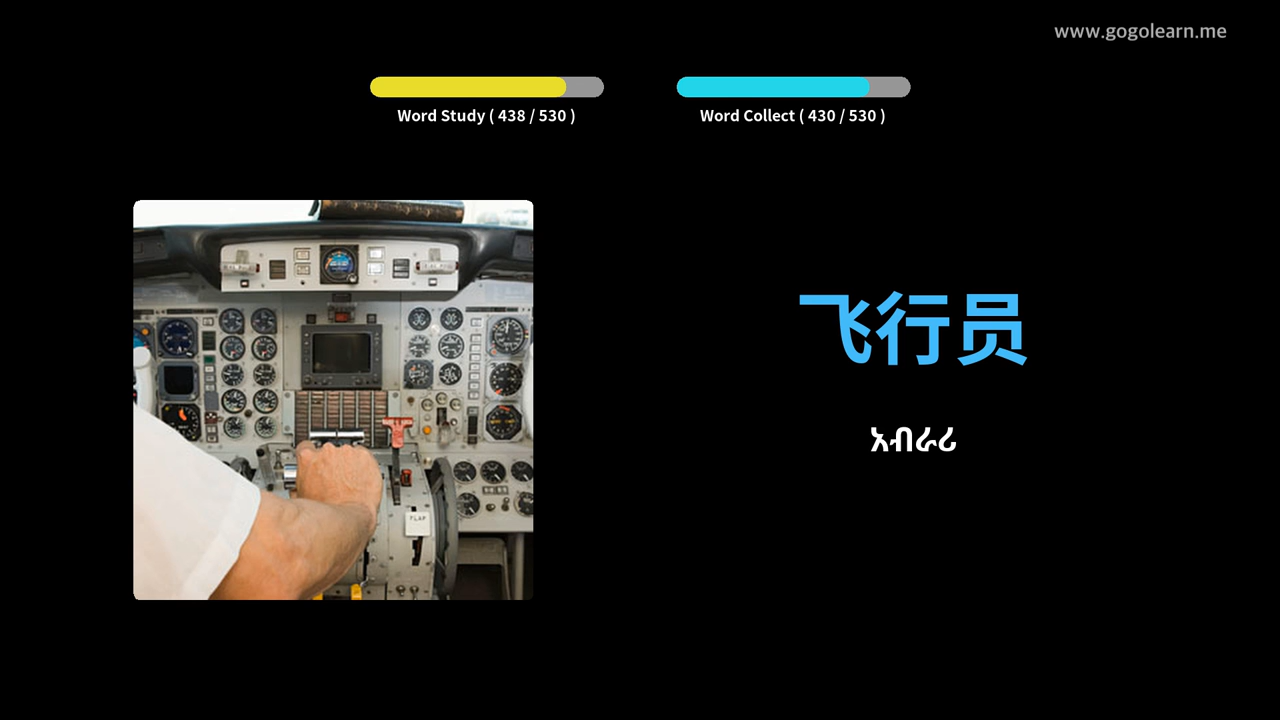 www.gogolearn.me
Word Study ( 438 / 530 )
Word Collect ( 430 / 530 )
飞行员
አብራሪ
FLAP